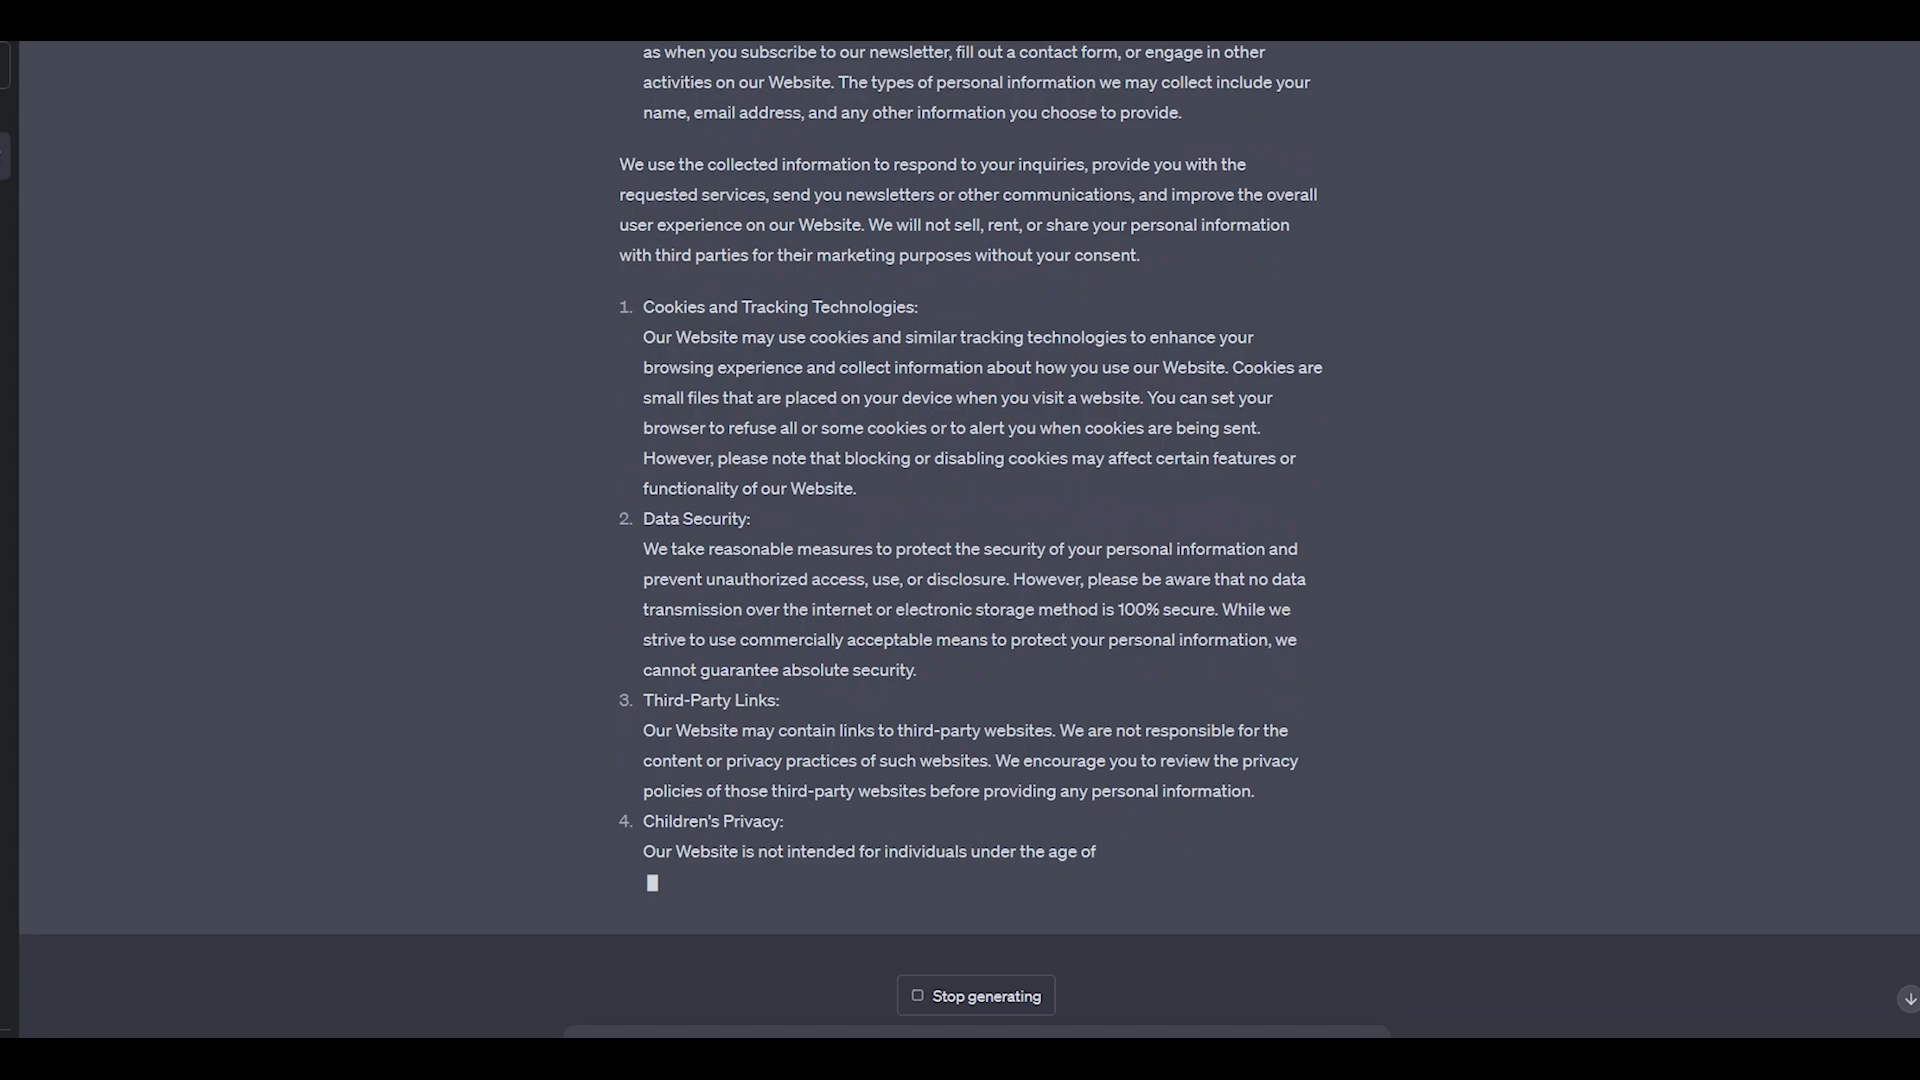 as when you subscribe to our newsletter, fill out a contact form, or engage in other
activities on our Website. The types of personal information we may collect include your
name, email address, and any other information you choose to provide.
We use the collected information to respond to your inquiries, provide you with the
requested services, send you newsletters or other communications, and improve the overall
user experience on our Website. We will not sell, rent, or share your personal information
with third parties for their marketing purposes without your consent.
1. Cookies and Tracking Technologies:
Our Website may use cookies and similar tracking technologies to enhance your
browsing experience and collect information about how you use our Website. Cookies are
small files that are placed on your device when you visit a website. You can set your
browser to refuse all or some cookies or to alert you when cookies are being sent.
However, please note that blocking or disabling cookies may affect certain features or
functionality of our Website.
2. Data Security:
We take reasonable measures to protect the security of your personal information and
prevent unauthorized access, use, or disclosure. However, please be aware that no data
transmission over the internet or electronic storage method is 100% secure. While we
strive to use commercially acceptable means to protect your personal information, we
cannot guarantee absolute security.
3. Third-Party Links:
Our Website may contain links to third-party websites. We are not responsible for the
content or privacy practices of such websites. We encourage you to review the privacy
policies of those third-party websites before providing any personal information.
4. Children's Privacy:
Our Website is not intended for individuals under the age of
Stop generating